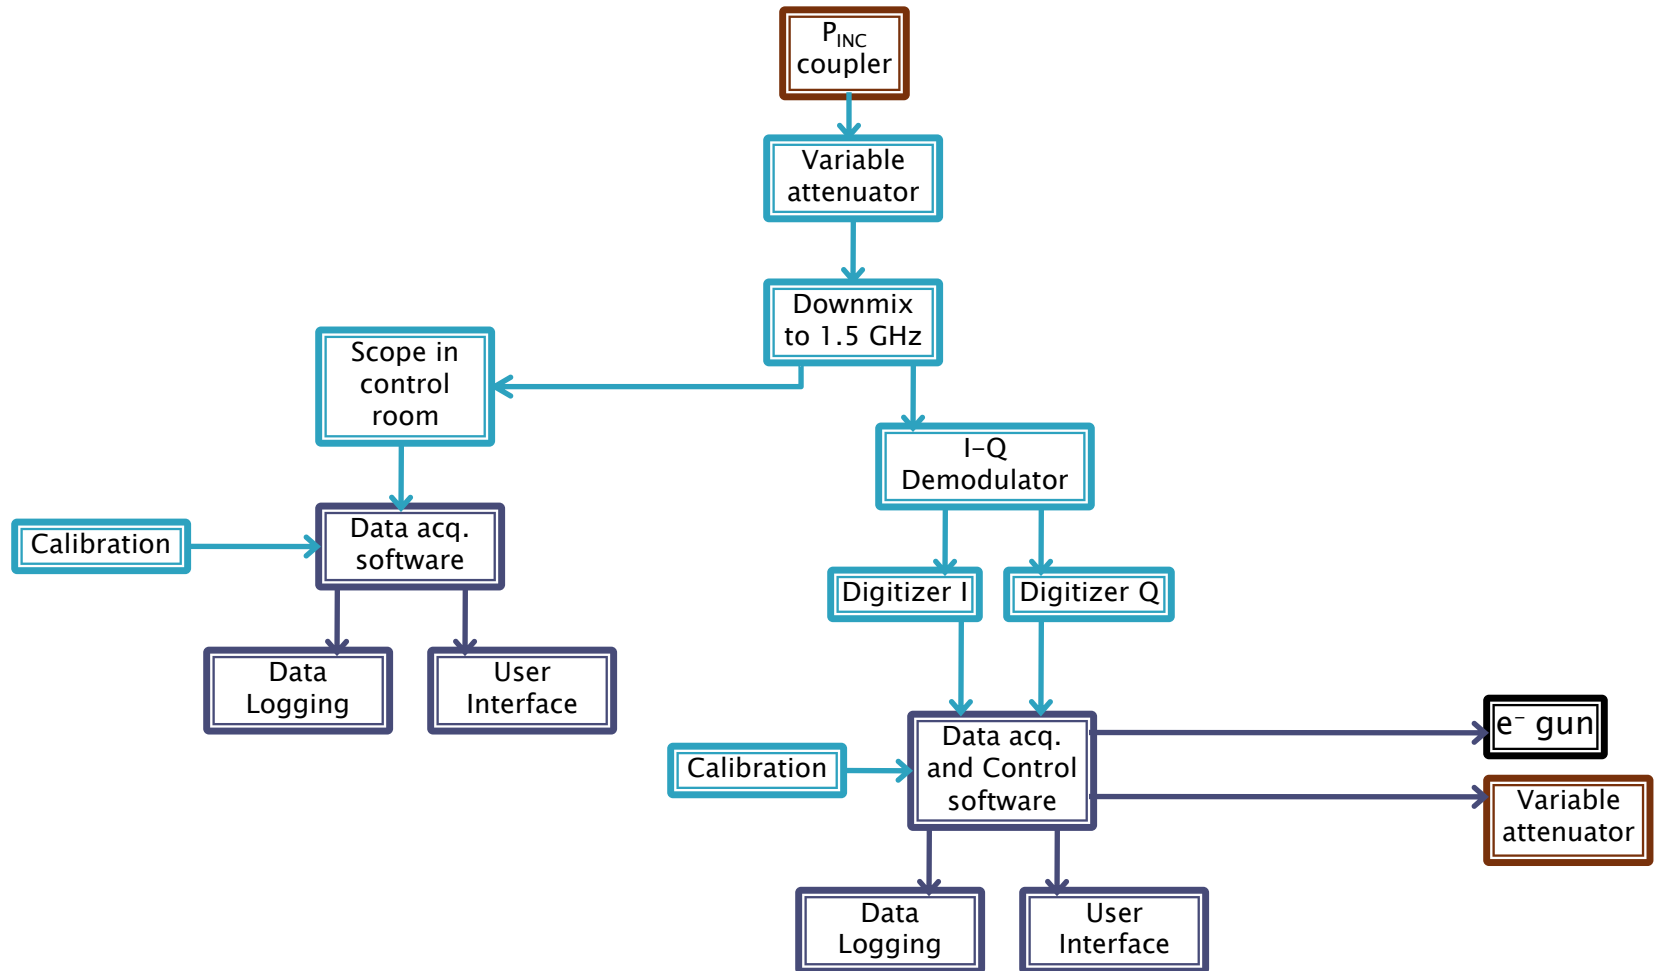 P_INC
coupler
Variable
attenuator
Downmix
to 1.5 GHz
Scope in
control
room
I-Q
Demodulator
Calibration
Data acq.
software
Digitizer I
Digitizer Q
Data
Logging
User
Interface
Calibration
Data acq.
and Control
software
e⁻ gun
Variable
attenuator
Data
Logging
User
Interface